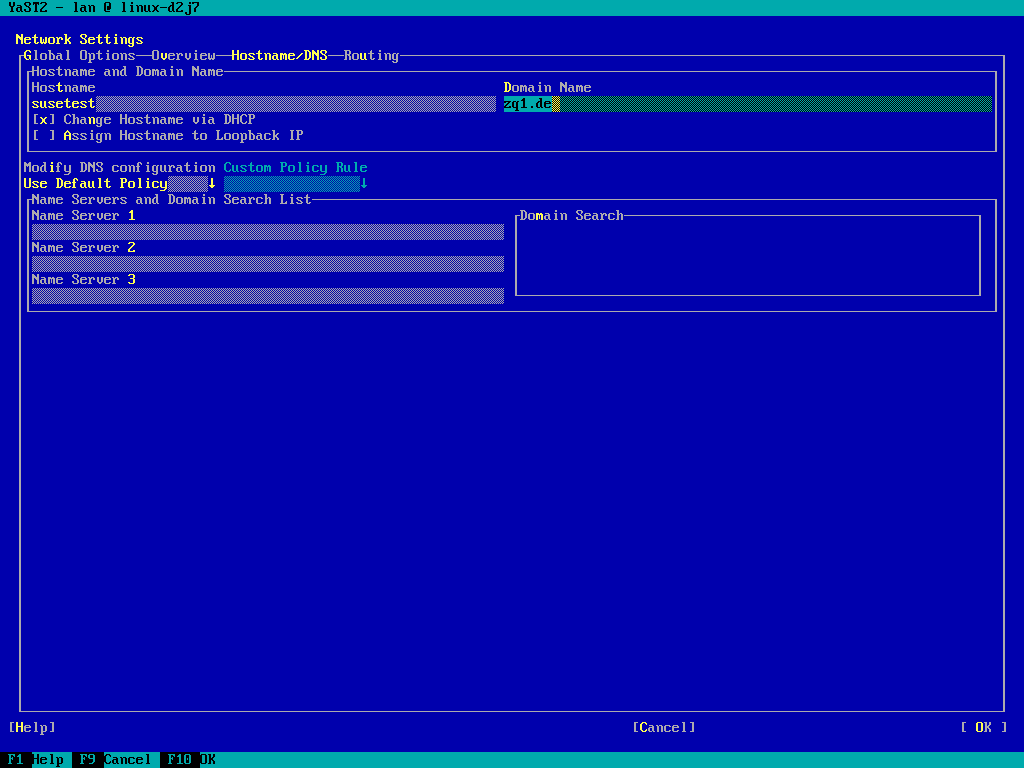 YaST2 - lan @ linux-d2j7
Network Settings
Global Options Overview Hostname/DNS Routing
Hostname and Domain Name
Hostname Domain Name
susetest zq1.de
[x] Change Hostname via DHCP
[ ] Assign Hostname to Loopback IP
Modify DNS configuration Custom Policy Rule
Use Default Policy↓ ↓
Name Servers and Domain Search List
Name Server 1 Domain Search
Name Server 2
Name Server 3
[Help] [Cancel] [ OK ]
F1 Help F9 Cancel F10 OK